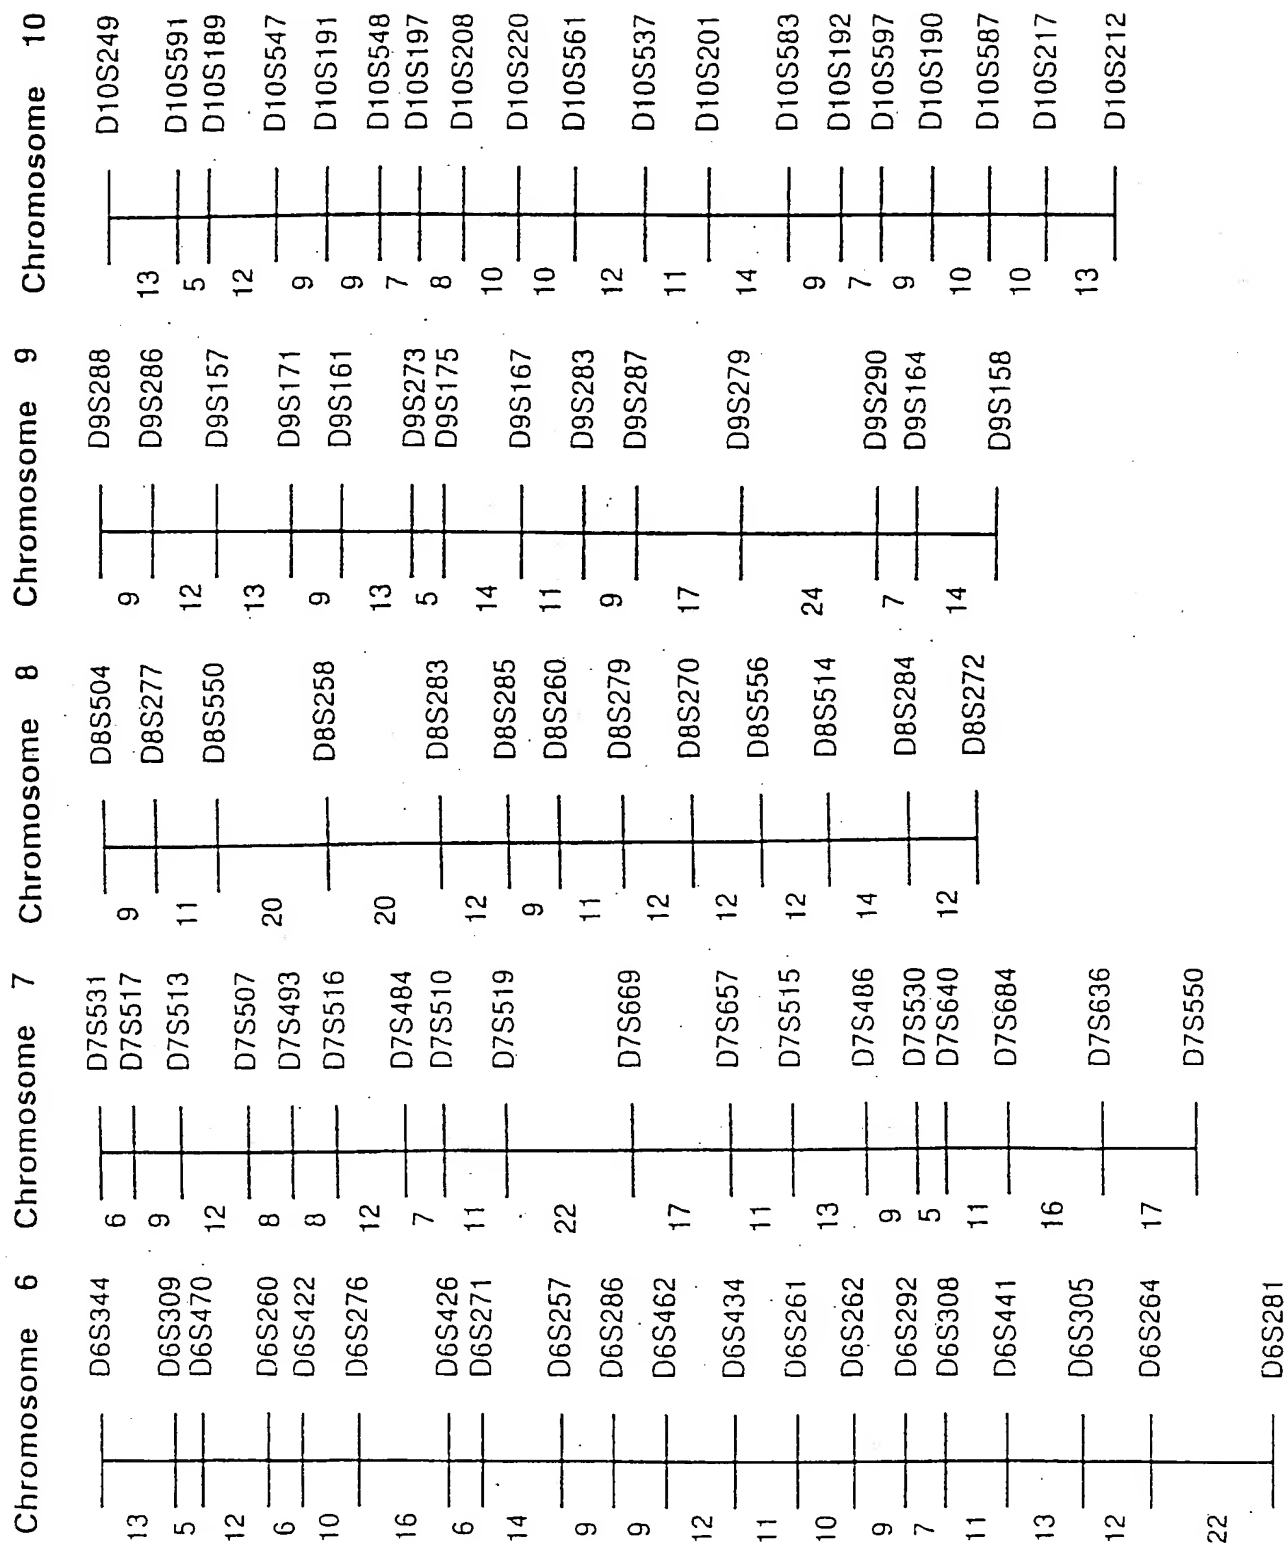 Chromosome 6
D6S344
13
D6S309
5
D6S470
12
D6S260
6
D6S422
10
D6S276
16
D6S426
6
D6S271
14
D6S257
9
D6S286
9
D6S462
12
D6S434
11
D6S261
10
D6S262
9
D6S292
7
D6S308
11
D6S441
13
D6S305
12
D6S264
22
D6S281
Chromosome 7
D7S531
6
D7S517
9
D7S513
12
D7S507
8
D7S493
8
D7S516
12
D7S484
7
D7S510
11
D7S519
22
D7S669
17
D7S657
11
D7S515
13
D7S486
9
D7S530
5
D7S640
11
D7S684
16
D7S636
17
D7S550
Chromosome 8
D8S504
9
D8S277
11
D8S550
20
D8S258
20
D8S283
12
D8S285
9
D8S260
11
D8S279
12
D8S270
12
D8S556
12
D8S514
14
D8S284
12
D8S272
Chromosome 9
D9S288
9
D9S286
12
D9S157
13
D9S171
9
D9S161
13
D9S273
5
D9S175
14
D9S167
11
D9S283
9
D9S287
17
D9S279
24
D9S290
7
D9S164
14
D9S158
Chromosome 10
D10S249
13
D10S591
5
D10S189
12
D10S547
9
D10S191
9
D10S548
7
D10S197
8
D10S208
10
D10S220
10
D10S561
12
D10S537
11
D10S201
14
D10S583
9
D10S192
7
D10S597
9
D10S190
10
D10S587
10
D10S217
13
D10S212